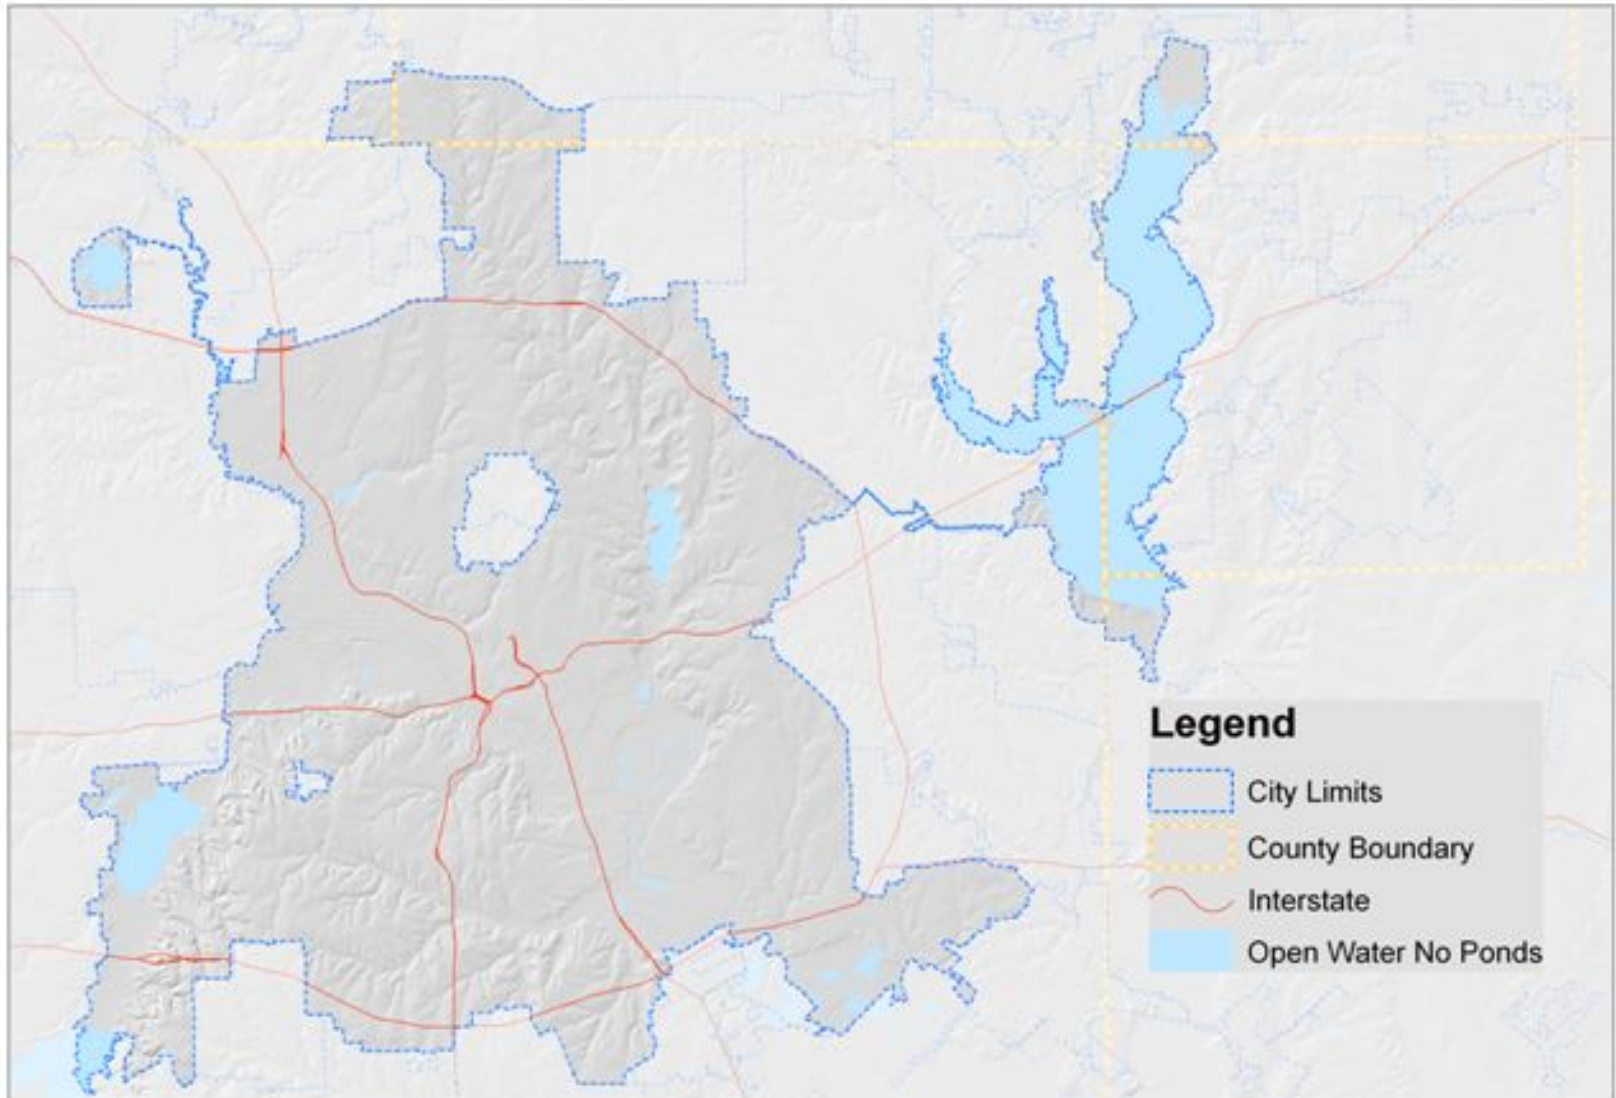 Legend
City Limits
County Boundary
Interstate
Open Water No Ponds